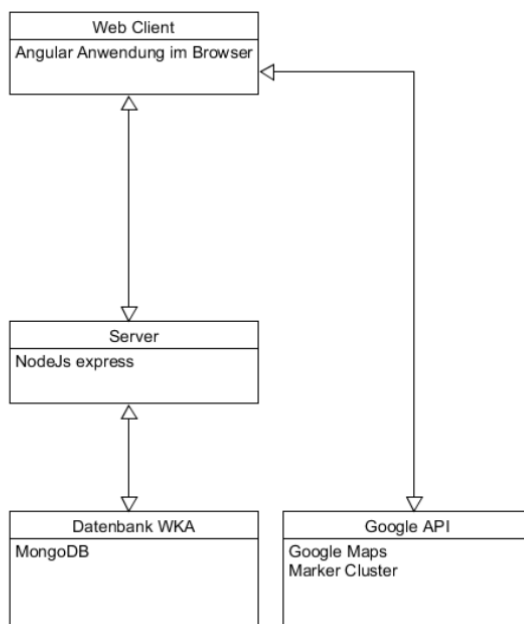 Web Client
Angular Anwendung im Browser
Server
NodeJs express
Datenbank WKA
MongoDB
Google API
Google Maps
Marker Cluster